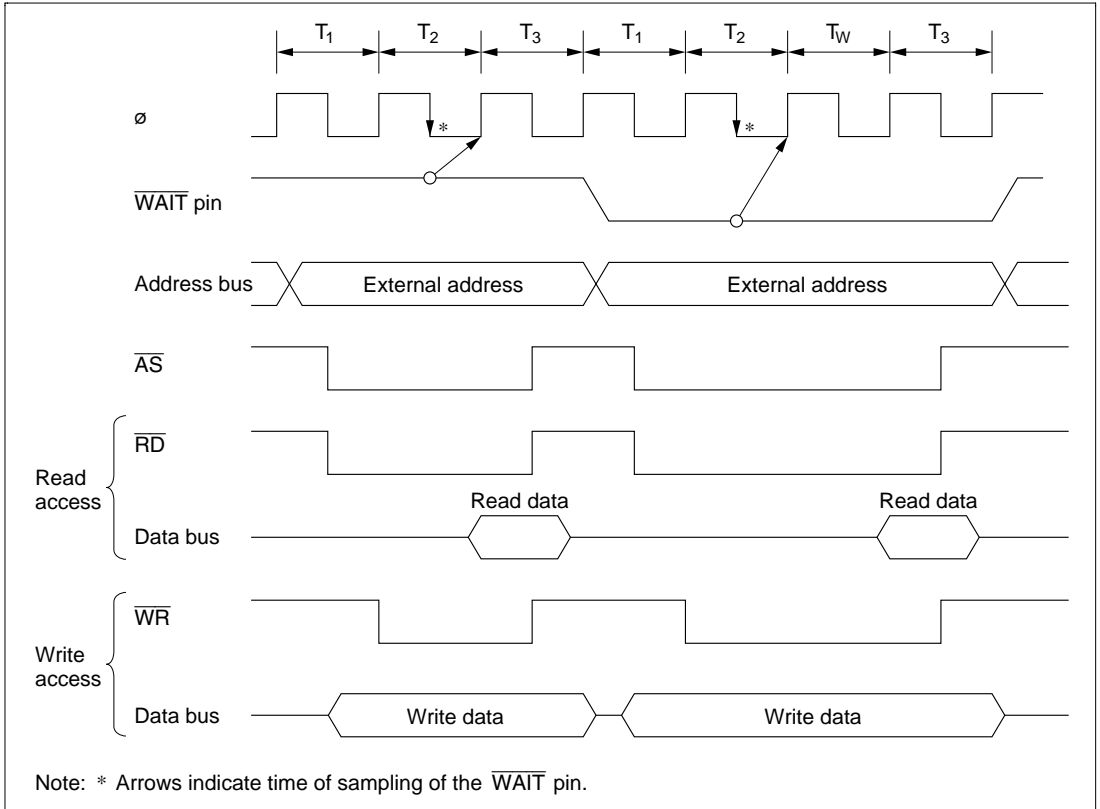 T1 T2 T3 T1 T2 TW T3
ø
* *
WAIT pin
Address bus External address External address
AS
RD
Read access
Read data Read data
Data bus
WR
Write access
Data bus Write data Write data
Note: * Arrows indicate time of sampling of the WAIT pin.